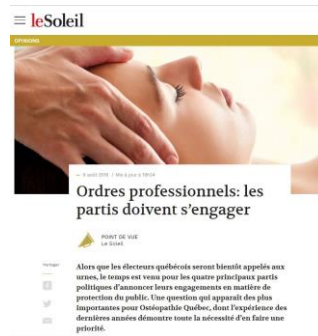 leSoleil
OPINIONS
Mis à jour à
Ordres professionnels: les
partis doivent s'engager
POINT DE VUE
Le Soleil
Partager
Alors que les électeurs québécois seront bientôt appelés aux
urnes, le temps est venu pour les quatre principaux partis
politiques d'annoncer leurs engagements en matière de
protection du public. Une question qui apparaît des plus
importantes pour Ostéopathie Québec, dont l'expérience des
dernières années démontre toute la nécessité d'en faire une
priorité.